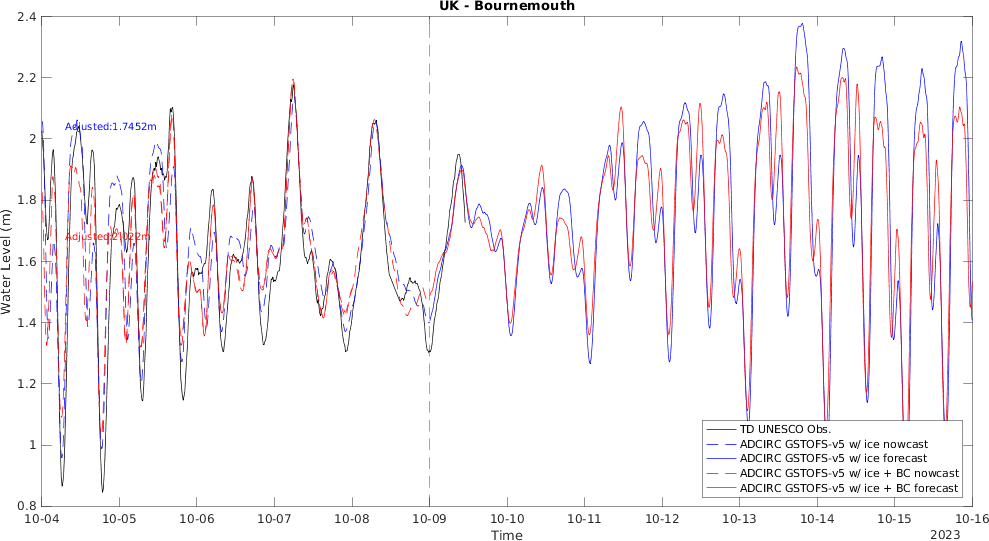 UK - Bournemouth
2.4
2.2
2
1.8
1.6
1.4
1.2
1
0.8
Water Level (m)
Adjusted:1.7452m
TD UNESCO Obs.
ADCIRC GSTOFS-v5 w/ ice nowcast
ADCIRC GSTOFS-v5 w/ ice forecast
ADCIRC GSTOFS-v5 w/ ice + BC nowcast
ADCIRC GSTOFS-v5 w/ ice + BC forecast
10-04 10-05 10-06 10-07 10-08 10-09 10-10 10-11 10-12 10-13 10-14 10-15 10-16
Time
2023